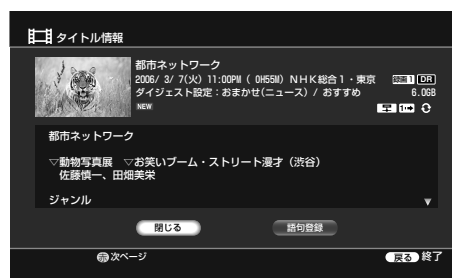 タイトル情報
都市ネットワーク
2006/ 3/ 7(火) 11:00PM ( 0H55M) ＮＨＫ総合１・東京 録画1 DR
ダイジェスト設定：おまかせ(ニュース) / おすすめ 6.0GB
NEW 早 1
都市ネットワーク
▽動物写真展 ▽お笑いブーム・ストリート漫才（渋谷）
佐藤慎一、田畑美栄
ジャンル
閉じる 語句登録
次ページ 戻る 終了